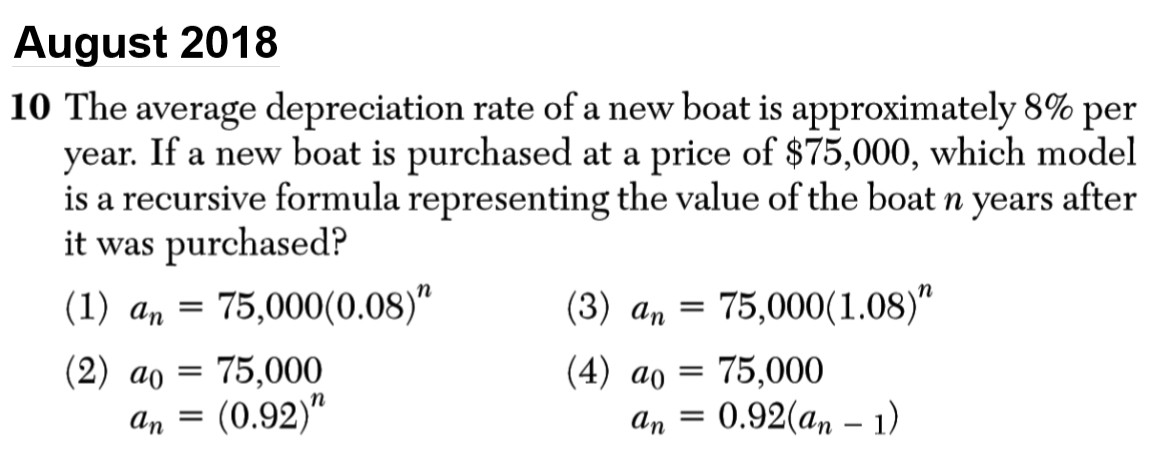 August 2018
10 The average depreciation rate of a new boat is approximately 8% per
year. If a new boat is purchased at a price of $75,000, which model
is a recursive formula representing the value of the boat n years after
it was purchased?
(1) aₙ = 75,000(0.08)ⁿ
(3) aₙ = 75,000(1.08)ⁿ
(2) a₀ = 75,000
aₙ = (0.92)ⁿ
(4) a₀ = 75,000
aₙ = 0.92(aₙ ₋ ₁)